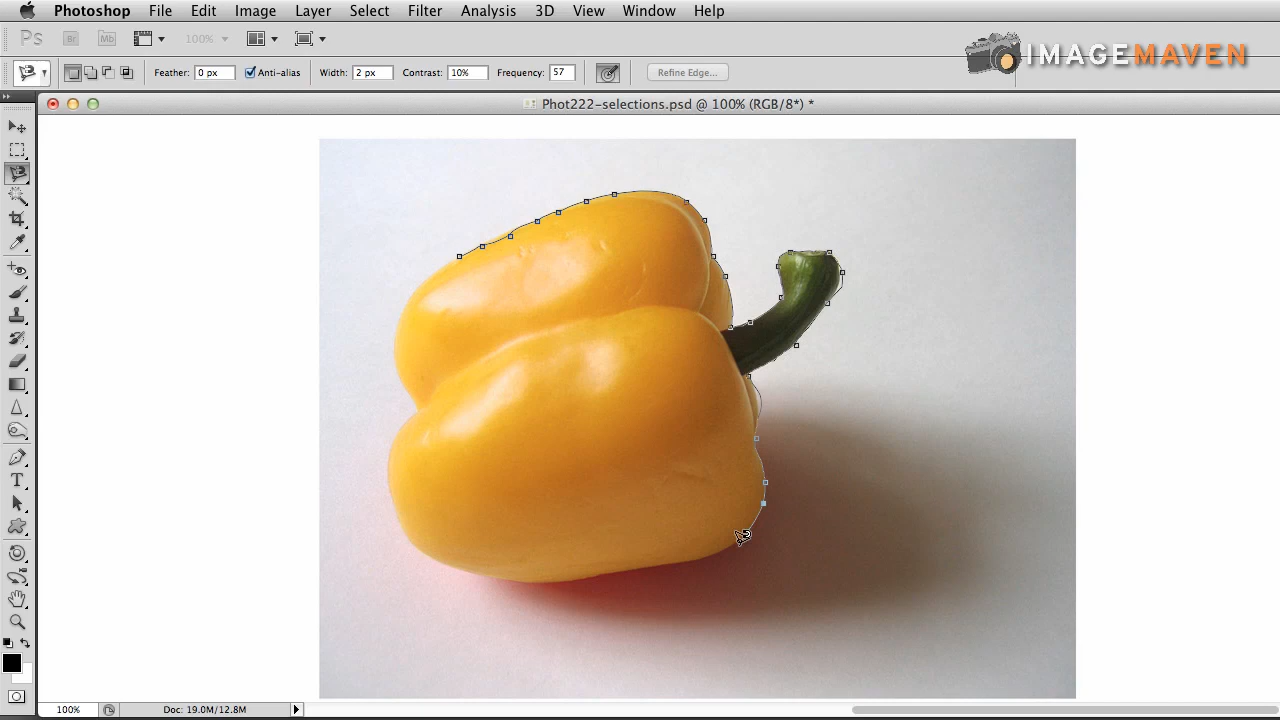 Photoshop File Edit Image Layer Select Filter Analysis 3D View Window Help
Ps Br Mb 100% IMAGEMAVEN
Feather: 0 px Anti-alias Width: 2 px Contrast: 10% Frequency: 57 Refine Edge...
Phot222-selections.psd @ 100% (RGB/8*) *
T
100% Doc: 19.0M/12.8M